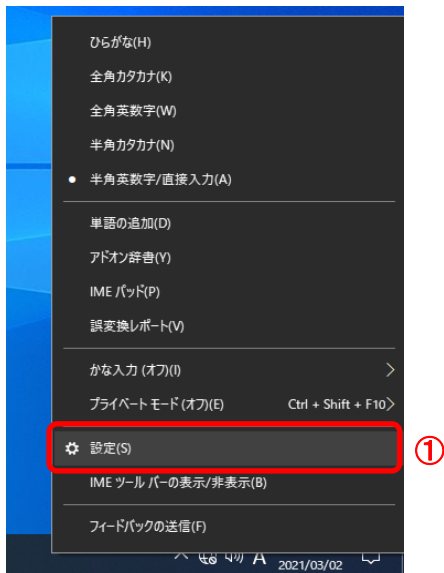 ひらがな(H)
全角カタカナ(K)
全角英数字(W)
半角カタカナ(N)
半角英数字/直接入力(A)
単語の追加(D)
アドオン辞書(Y)
IME パッド(P)
誤変換レポート(V)
かな入力 (オフ)(I)
プライベート モード (オフ)(E) Ctrl + Shift + F10
設定(S)
①
IME ツール バーの表示/非表示(B)
フィードバックの送信(F)
A
2021/03/02